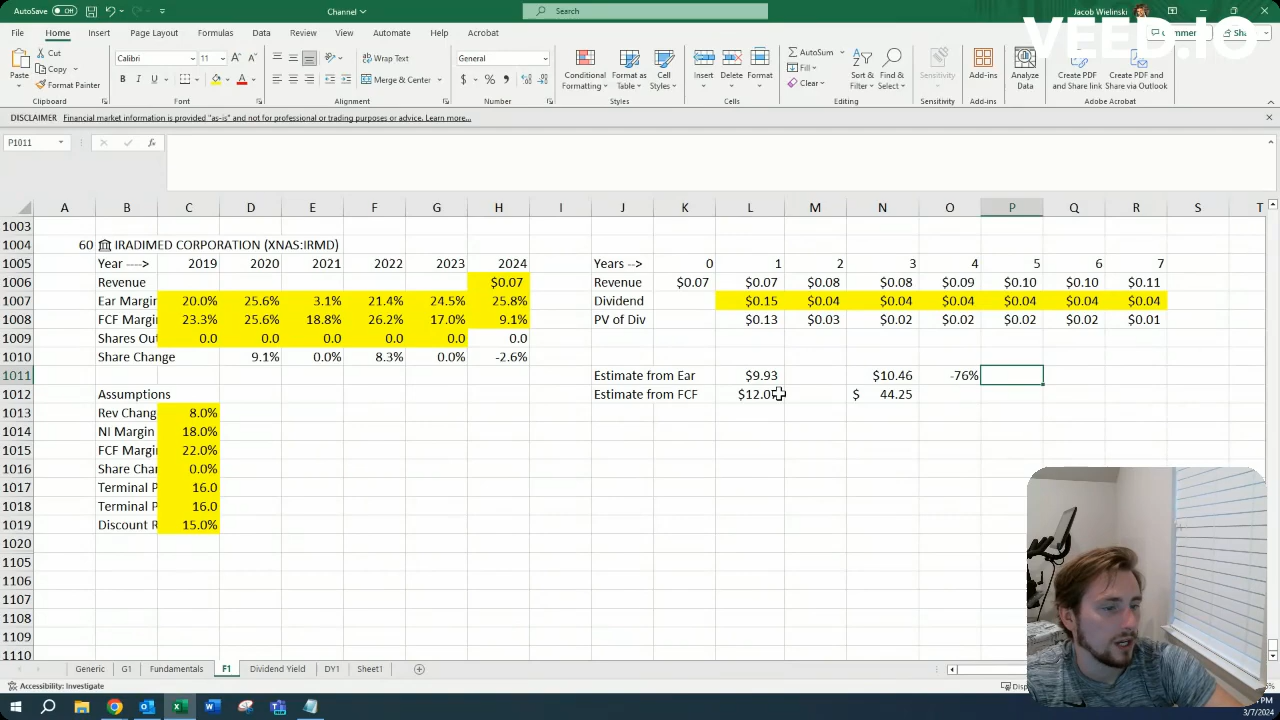 AutoSave Off
Channel
Search
Jacob Wielinski
VEED.IO
File Home Insert Page Layout Formulas Data Review View Automate Help Acrobat
Paste
Cut
Copy
Format Painter
Calibri 11
B I U
Wrap Text
Merge & Center
General
$ % ,
Conditional Formatting
Format as Table
Cell Styles
Insert
Delete
Format
AutoSum
Fill
Clear
Sort & Filter
Find & Select
Sensitivity
Add-ins
Analyze Data
Create PDF and Share link
Create PDF and Share via Outlook
Clipboard Font Alignment Number Styles Cells Editing Sensitivity Add-ins Adobe Acrobat
DISCLAIMER Financial market information is provided "as-is" and not for professional or trading purposes or advice. Learn more...
P1011 fx
A B C D E F G H I J K L M N O P Q R S T
1003
1004 60 IRADIMED CORPORATION (XNAS:IRMD)
1005 Year ----> 2019 2020 2021 2022 2023 2024 Years --> 0 1 2 3 4 5 6 7
1006 Revenue $0.07 Revenue $0.07 $0.07 $0.08 $0.08 $0.09 $0.10 $0.10 $0.11
1007 Ear Margin 20.0% 25.6% 3.1% 21.4% 24.5% 25.8% Dividend $0.15 $0.04 $0.04 $0.04 $0.04 $0.04 $0.04
1008 FCF Margi 23.3% 25.6% 18.8% 26.2% 17.0% 9.1% PV of Div $0.13 $0.03 $0.02 $0.02 $0.02 $0.02 $0.01
1009 Shares Out 0.0 0.0 0.0 0.0 0.0 0.0
1010 Share Change 9.1% 0.0% 8.3% 0.0% -2.6%
1011 Estimate from Ear $9.93 $10.46 -76%
1012 Assumptions Estimate from FCF $12.0 $ 44.25
1013 Rev Chang 8.0%
1014 NI Margin 18.0%
1015 FCF Margi 22.0%
1016 Share Char 0.0%
1017 Terminal P 16.0
1018 Terminal P 16.0
1019 Discount R 15.0%
1020
1105
1106
1107
1108
1109
1110
Generic G1 Fundamentals F1 Dividend Yield DY1 Sheet1
Accessibility: Investigate
3/7/2024